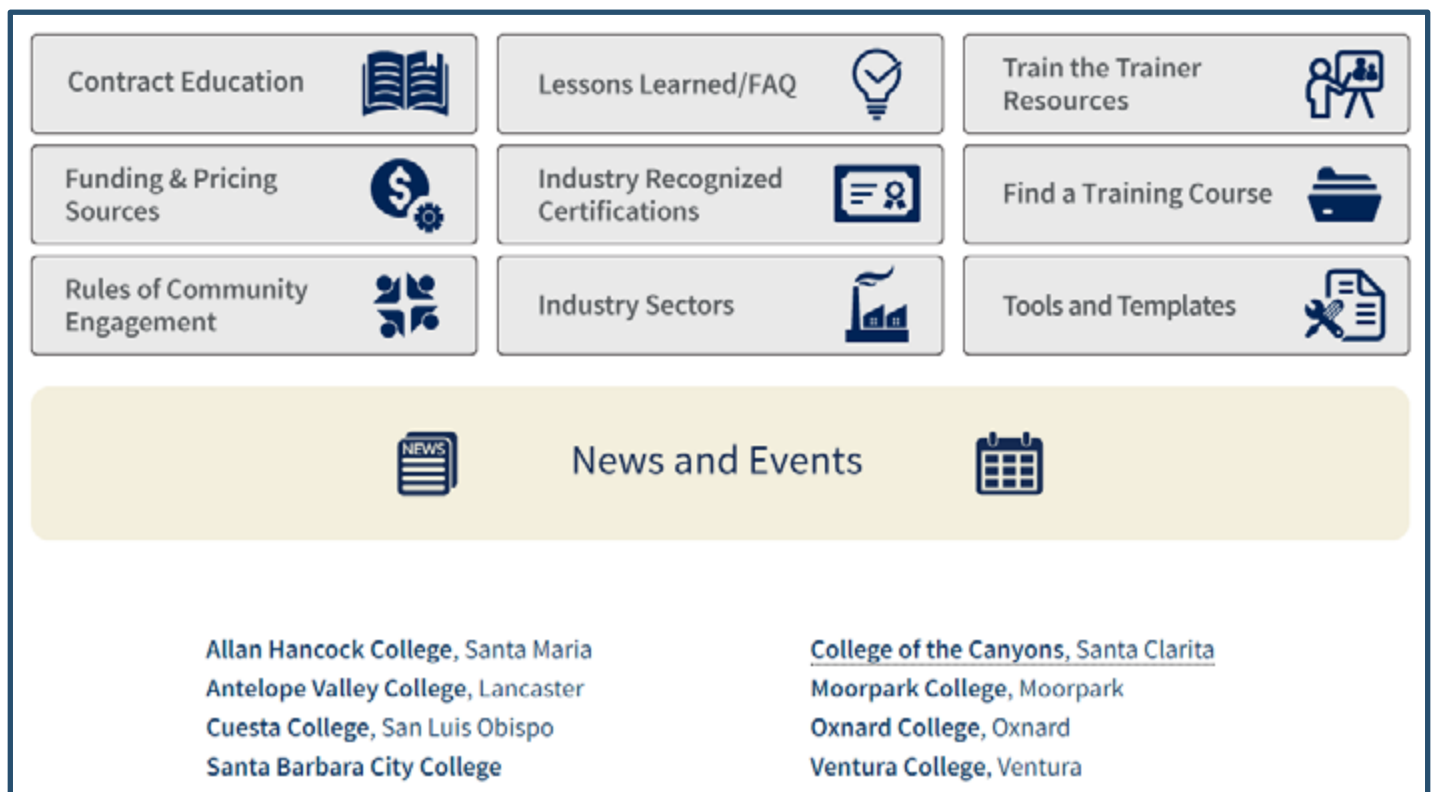 Contract Education
Lessons Learned/FAQ
Train the Trainer
Resources
Funding & Pricing
Sources
Industry Recognized
Certifications
Find a Training Course
Rules of Community
Engagement
Industry Sectors
Tools and Templates
NEWS
News and Events
Allan Hancock College, Santa Maria
Antelope Valley College, Lancaster
Cuesta College, San Luis Obispo
Santa Barbara City College
College of the Canyons, Santa Clarita
Moorpark College, Moorpark
Oxnard College, Oxnard
Ventura College, Ventura